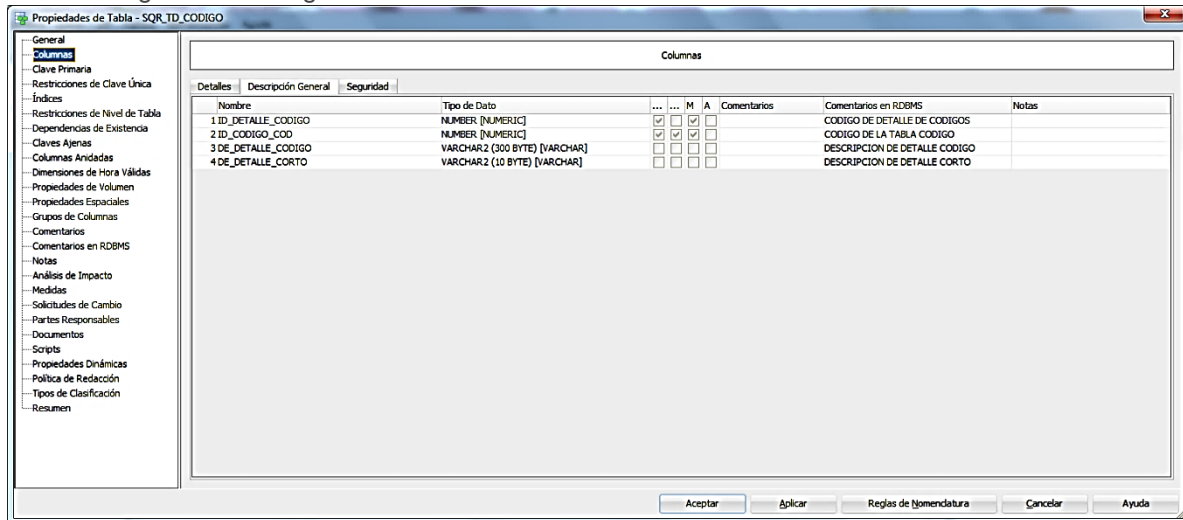 Propiedades de Tabla - SQR_TD_CODIGO
General
Columnas
Clave Primaria
Restricciones de Clave Única
Índices
Restricciones de Nivel de Tabla
Dependencias de Existencia
Claves Ajenas
Columnas Anidadas
Dimensiones de Hora Válidas
Propiedades de Volumen
Propiedades Espaciales
Grupos de Columnas
Comentarios
Comentarios en RDBMS
Notas
Análisis de Impacto
Medidas
Solicitudes de Cambio
Partes Responsables
Documentos
Scripts
Propiedades Dinámicas
Política de Redacción
Tipos de Clasificación
Resumen
Columnas
Detalles Descripción General Seguridad
Nombre Tipo de Dato ... ... M A Comentarios Comentarios en RDBMS Notas
1 ID_DETALLE_CODIGO NUMBER [NUMERIC] CODIGO DE DETALLE DE CODIGOS
2 ID_CODIGO_COD NUMBER [NUMERIC] CODIGO DE LA TABLA CODIGO
3 DE_DETALLE_CODIGO VARCHAR2 (300 BYTE) [VARCHAR] DESCRIPCION DE DETALLE CODIGO
4 DE_DETALLE_CORTO VARCHAR2 (10 BYTE) [VARCHAR] DESCRIPCION DE DETALLE CORTO
Aceptar Aplicar Reglas de Nomenclatura Cancelar Ayuda